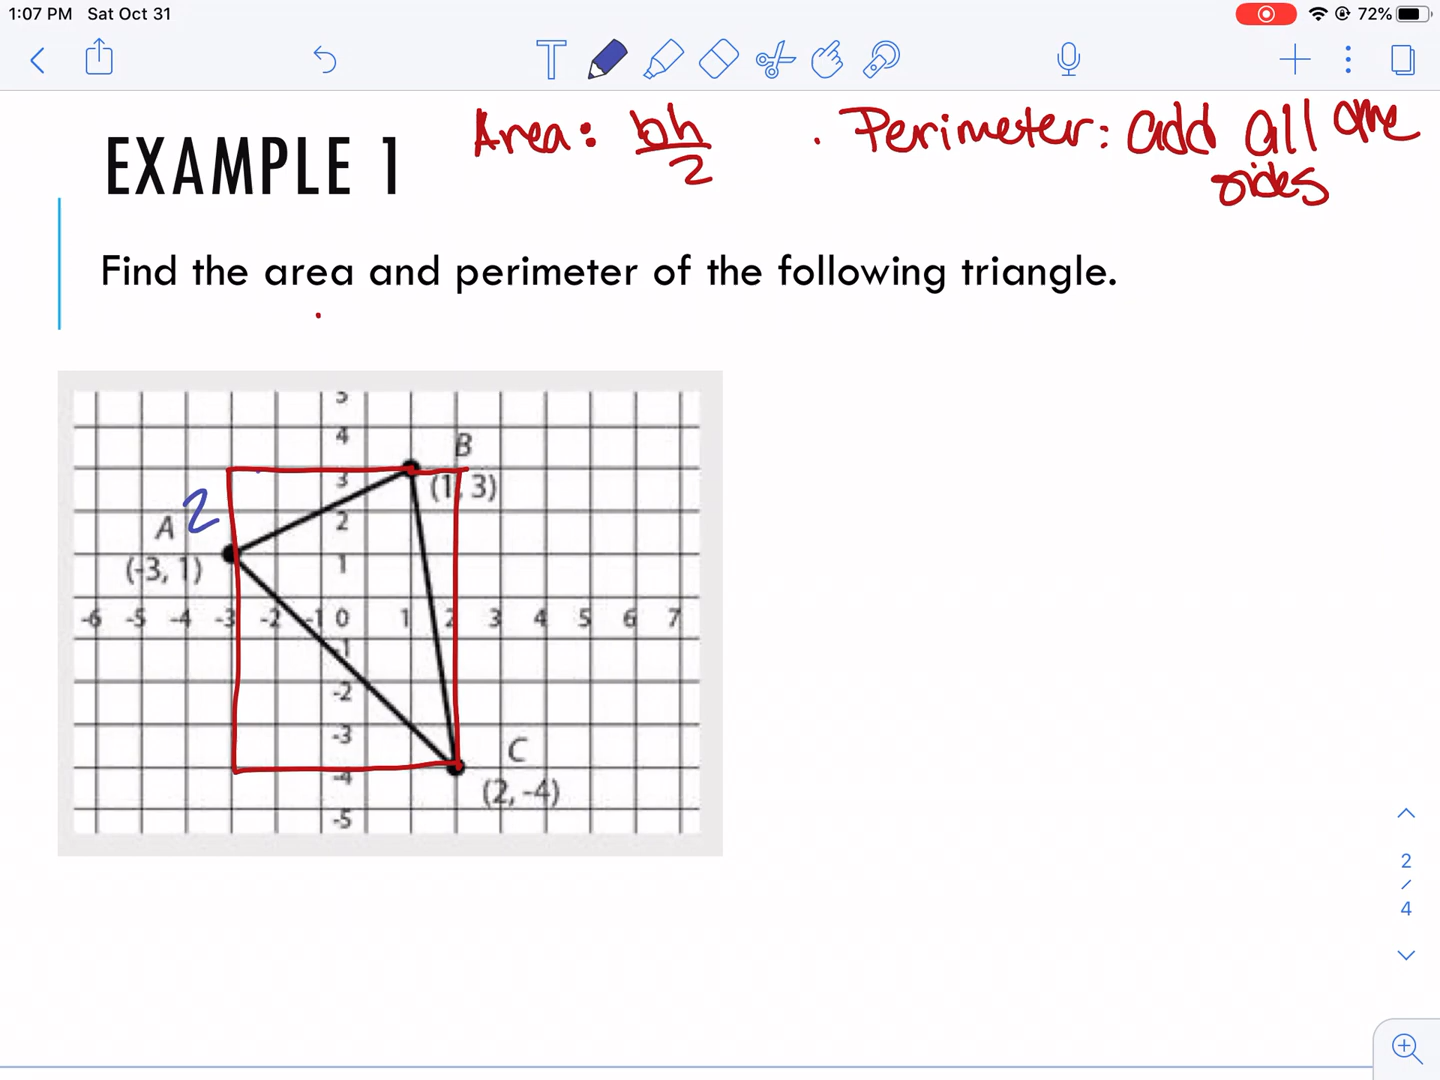 1:07 PM Sat Oct 31 72%
Area: bh/2 . Perimeter: add all the sides
EXAMPLE 1
Find the area and perimeter of the following triangle.
5
4
B
3 (1, 3)
2
A 2
1
(-3, 1)
-6 -5 -4 -3 -2 -1 0 1 2 3 4 5 6 7
-1
-2
-3
C
-4
(2, -4)
-5
2
/
4